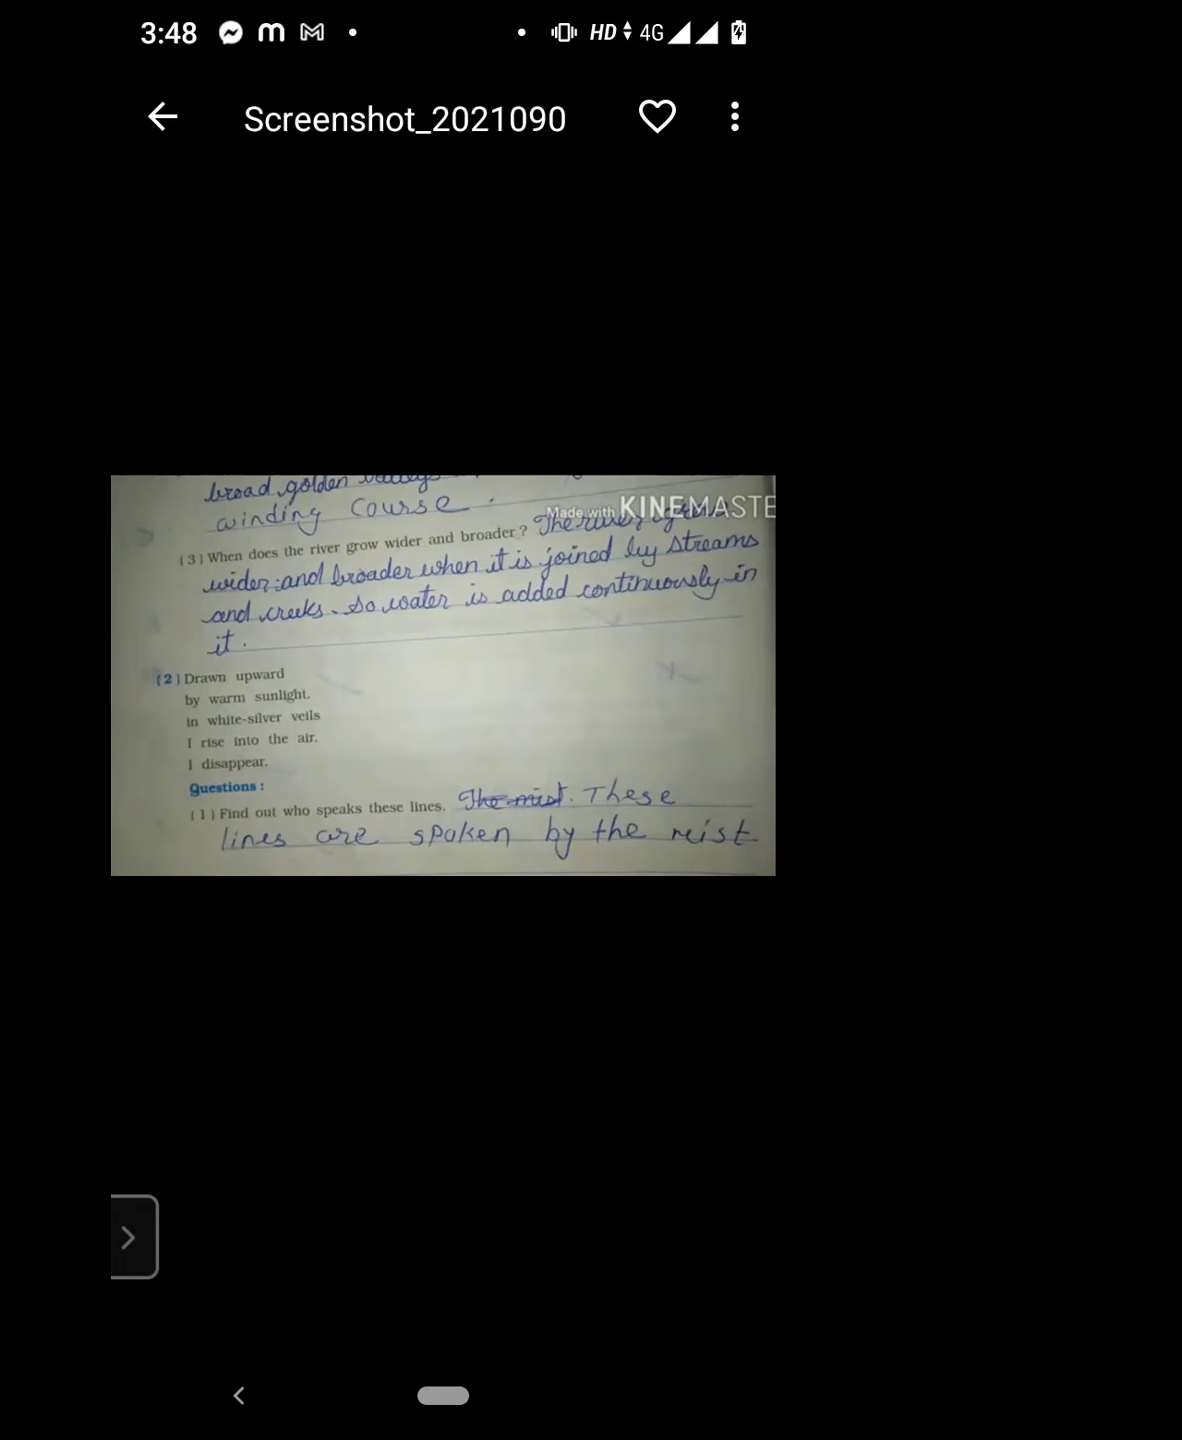 3:48 HD 4G
Screenshot_2021090
broad golden
winding course.
Made with KINEMASTE
(3) When does the river grow wider and broader? The river
wider and broader when it is joined by streams
and creeks. So water is added continuously in
it.
(2) Drawn upward
by warm sunlight.
in white-silver veils
I rise into the air.
I disappear.
Questions :
(1) Find out who speaks these lines. The mist. These
lines are spoken by the mist